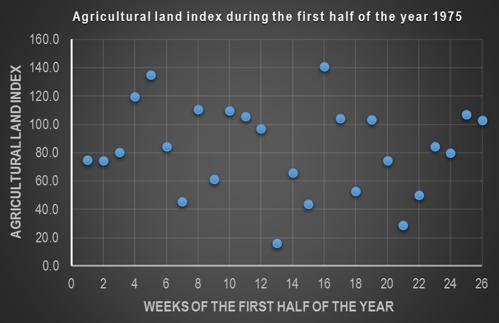 Agricultural land index during the first half of the year 1975
160.0
140.0
120.0
100.0
80.0
60.0
40.0
20.0
0.0
AGRICULTURAL LAND INDEX
0 2 4 6 8 10 12 14 16 18 20 22 24 26
WEEKS OF THE FIRST HALF OF THE YEAR